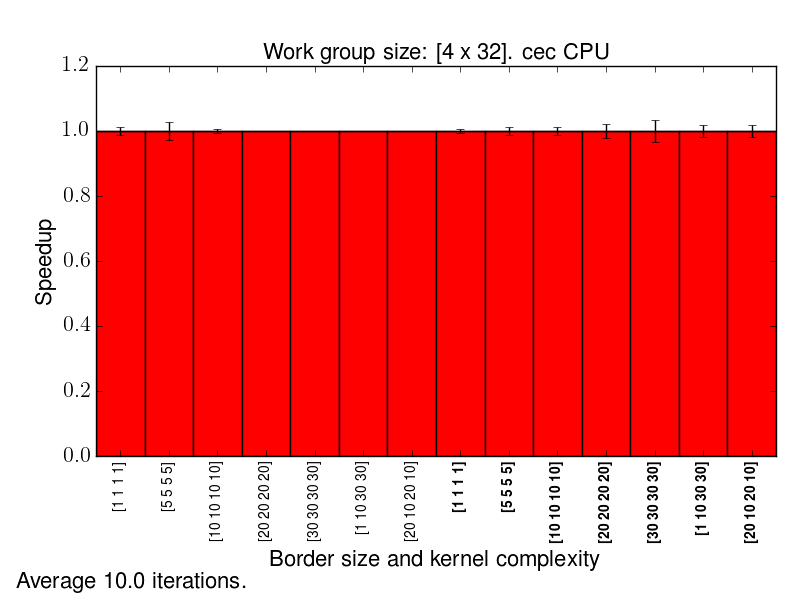 Work group size: [4 x 32]. cec CPU
1.2
1.0
0.8
0.6
0.4
0.2
0.0
Speedup
[1 1 1 1]
[5 5 5 5]
[10 10 10 10]
[20 20 20 20]
[30 30 30 30]
[1 10 30 30]
[20 10 20 10]
[1 1 1 1]
[5 5 5 5]
[10 10 10 10]
[20 20 20 20]
[30 30 30 30]
[1 10 30 30]
[20 10 20 10]
Border size and kernel complexity
Average 10.0 iterations.